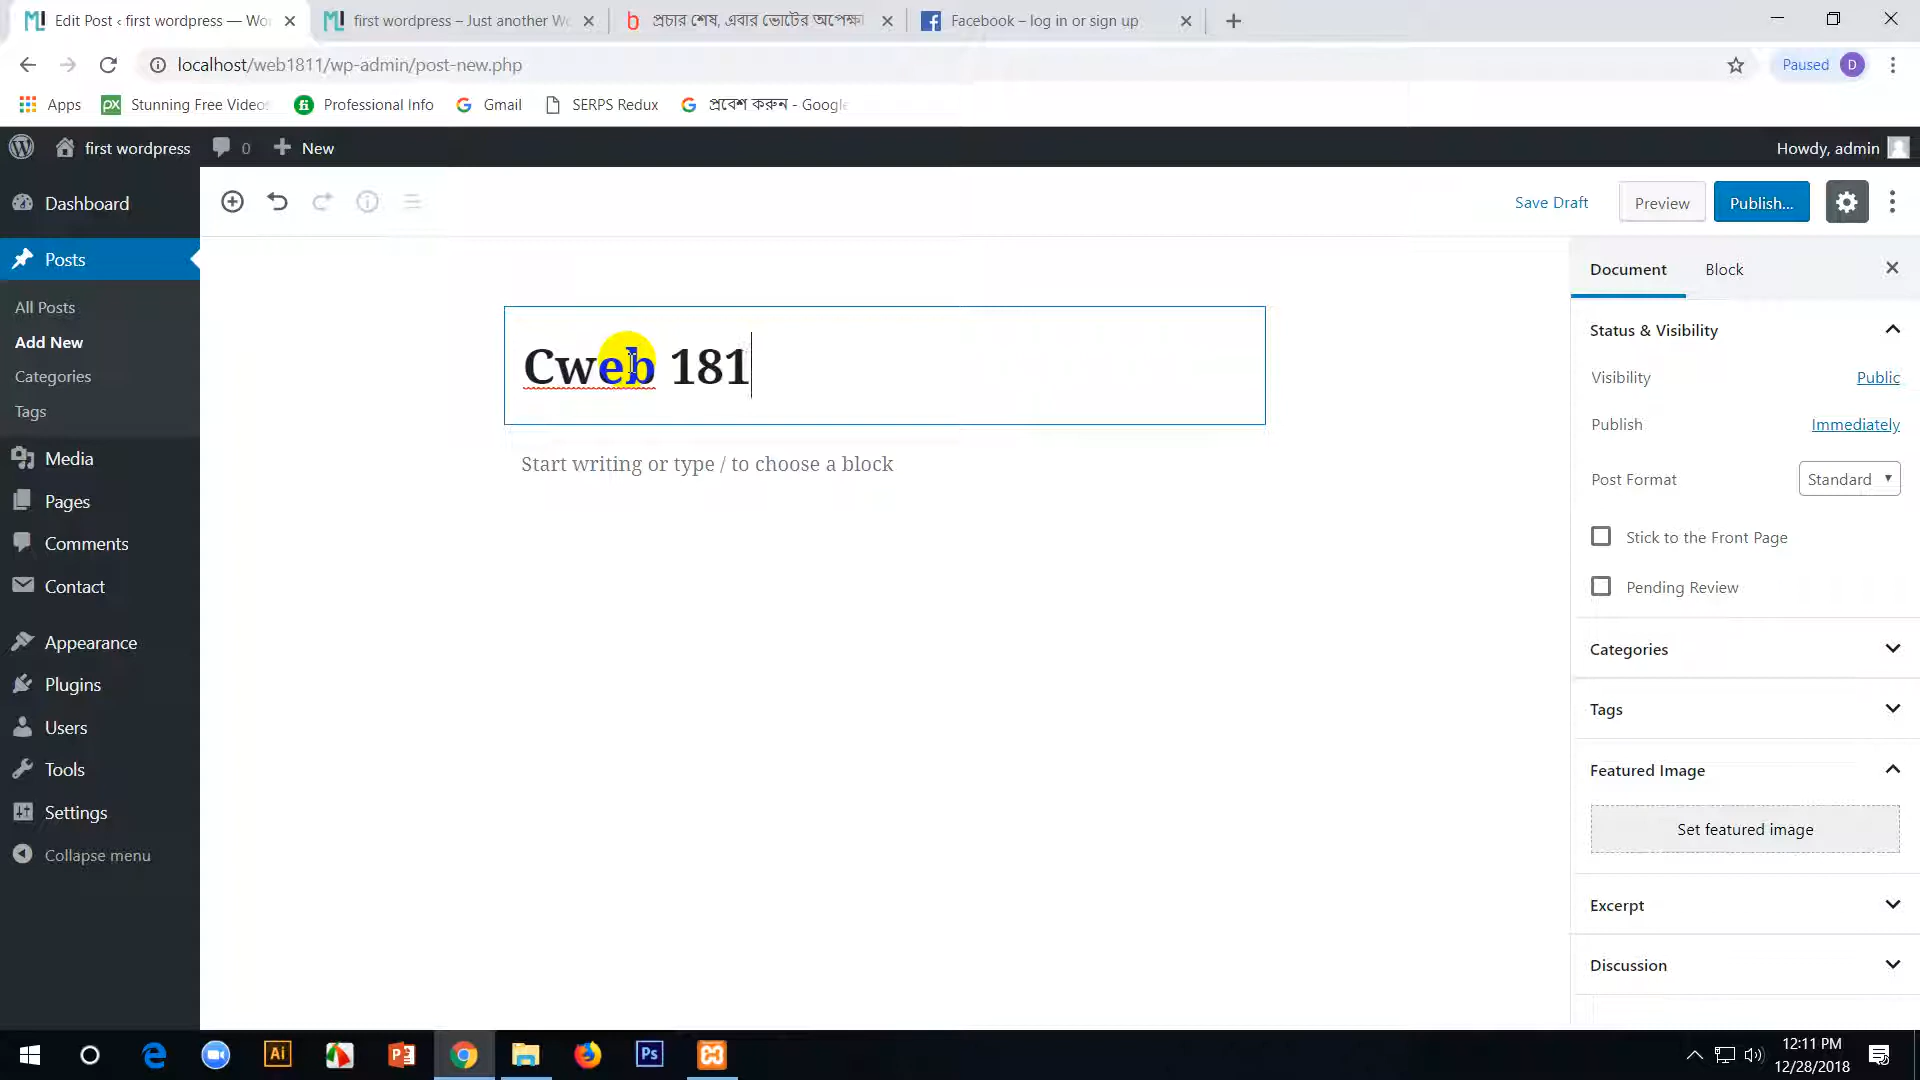 Edit Post ‹ first wordpress — Wo
first wordpress – Just another Wo
প্রচার শেষ, এবার ভোটের অপেক্ষা
Facebook – log in or sign up
localhost/web1811/wp-admin/post-new.php
Paused
D
Apps
Stunning Free Videos
Professional Info
Gmail
SERPS Redux
প্রবেশ করুন - Google
first wordpress
0
New
Howdy, admin
Dashboard
Posts
All Posts
Add New
Categories
Tags
Media
Pages
Comments
Contact
Appearance
Plugins
Users
Tools
Settings
Collapse menu
Save Draft
Preview
Publish...
Cweb 181
Start writing or type / to choose a block
Document
Block
Status & Visibility
Visibility
Public
Publish
Immediately
Post Format
Standard
Stick to the Front Page
Pending Review
Categories
Tags
Featured Image
Set featured image
Excerpt
Discussion
Ai
Ps
12:11 PM
12/28/2018